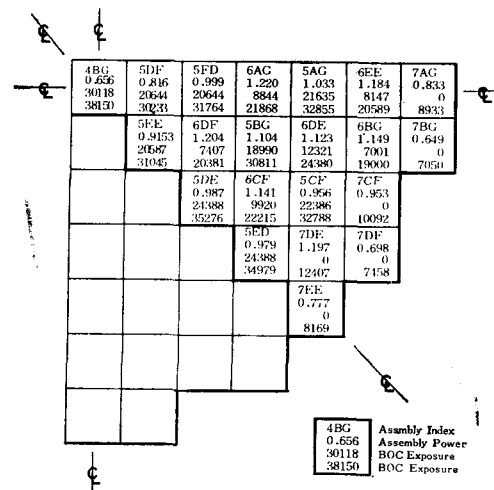 4BG 5DF 5FD 6AG 5AG 6EE 7AG
0.656 0.816 0.999 1.220 1.033 1.184 0.833
30118 20644 20644 8844 21635 8147 0
38150 30233 31764 21868 32855 20589 8933
5EE 6DF 5BG 6DE 6BG 7BG
0.9153 1.204 1.104 1.123 1.149 0.649
20587 7407 18990 12321 7001 0
31045 20381 30811 24380 19000 7050
5DE 6CF 5CF 7CF
0.987 1.141 0.956 0.953
24388 9920 22386 0
35276 22215 32788 10092
5ED 7DE 7DF
0.979 1.197 0.698
24388 0 0
34979 12407 7458
7EE
0.777
0
8169
4BG Assmbly Index
0.656 Assembly Power
30118 BOC Exposure
38150 BOC Exposure